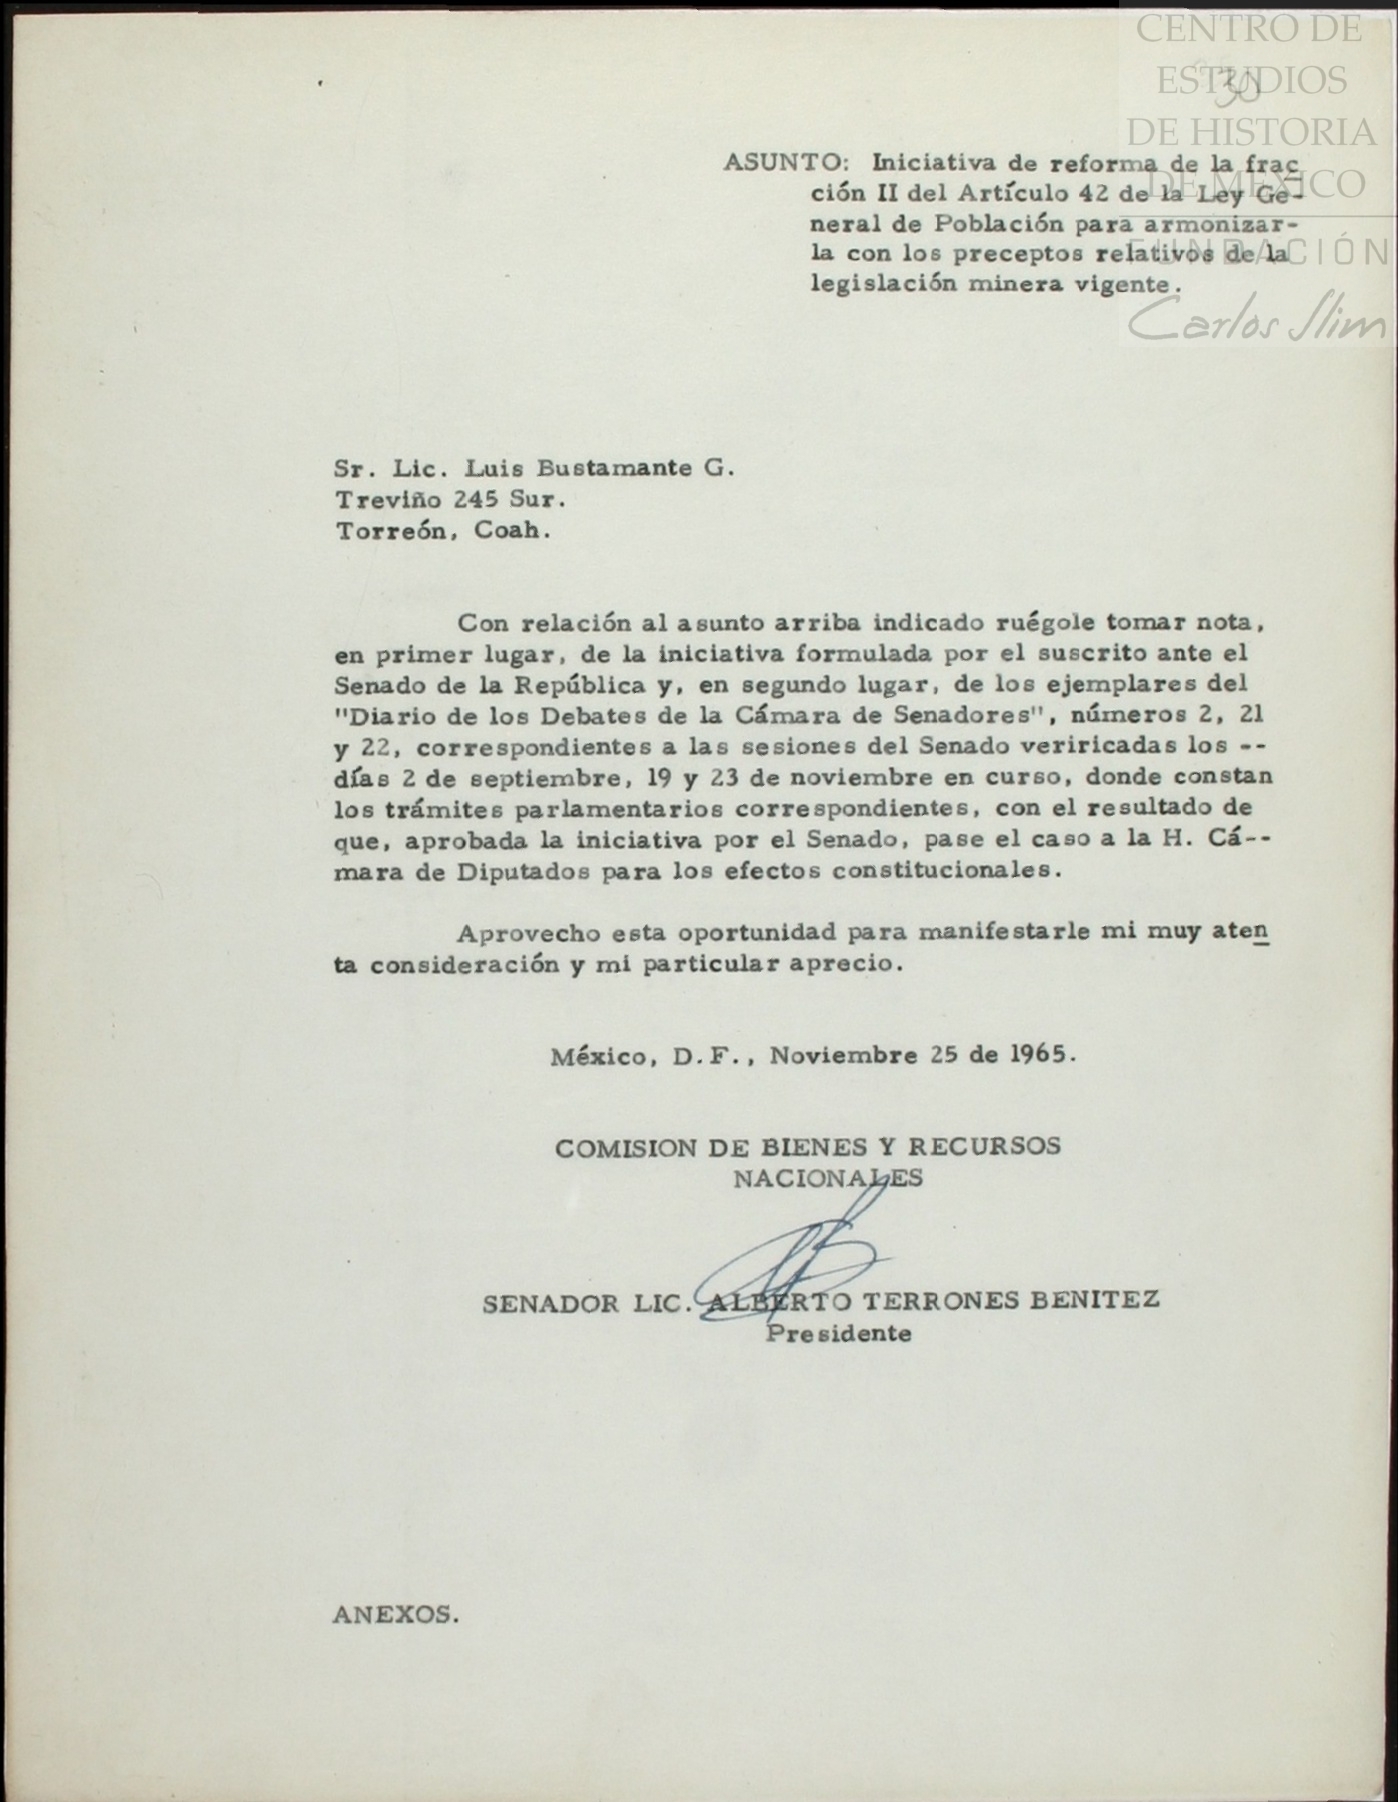 CENTRO DE
ESTUDIOS
30
DE HISTORIA
DE MÉXICO
FUNDACIÓN
Carlos Slim
ASUNTO: Iniciativa de reforma de la frac
ción II del Artículo 42 de la Ley Ge-
neral de Población para armonizar-
la con los preceptos relativos de la
legislación minera vigente.
Sr. Lic. Luis Bustamante G.
Treviño 245 Sur.
Torreón, Coah.
Con relación al asunto arriba indicado ruégole tomar nota,
en primer lugar, de la iniciativa formulada por el suscrito ante el
Senado de la República y, en segundo lugar, de los ejemplares del
"Diario de los Debates de la Cámara de Senadores", números 2, 21
y 22, correspondientes a las sesiones del Senado veriricadas los --
días 2 de septiembre, 19 y 23 de noviembre en curso, donde constan
los trámites parlamentarios correspondientes, con el resultado de
que, aprobada la iniciativa por el Senado, pase el caso a la H. Cá--
mara de Diputados para los efectos constitucionales.
Aprovecho esta oportunidad para manifestarle mi muy aten
ta consideración y mi particular aprecio.
México, D.F., Noviembre 25 de 1965.
COMISION DE BIENES Y RECURSOS
NACIONALES
SENADOR LIC. ALBERTO TERRONES BENITEZ
Presidente
ANEXOS.